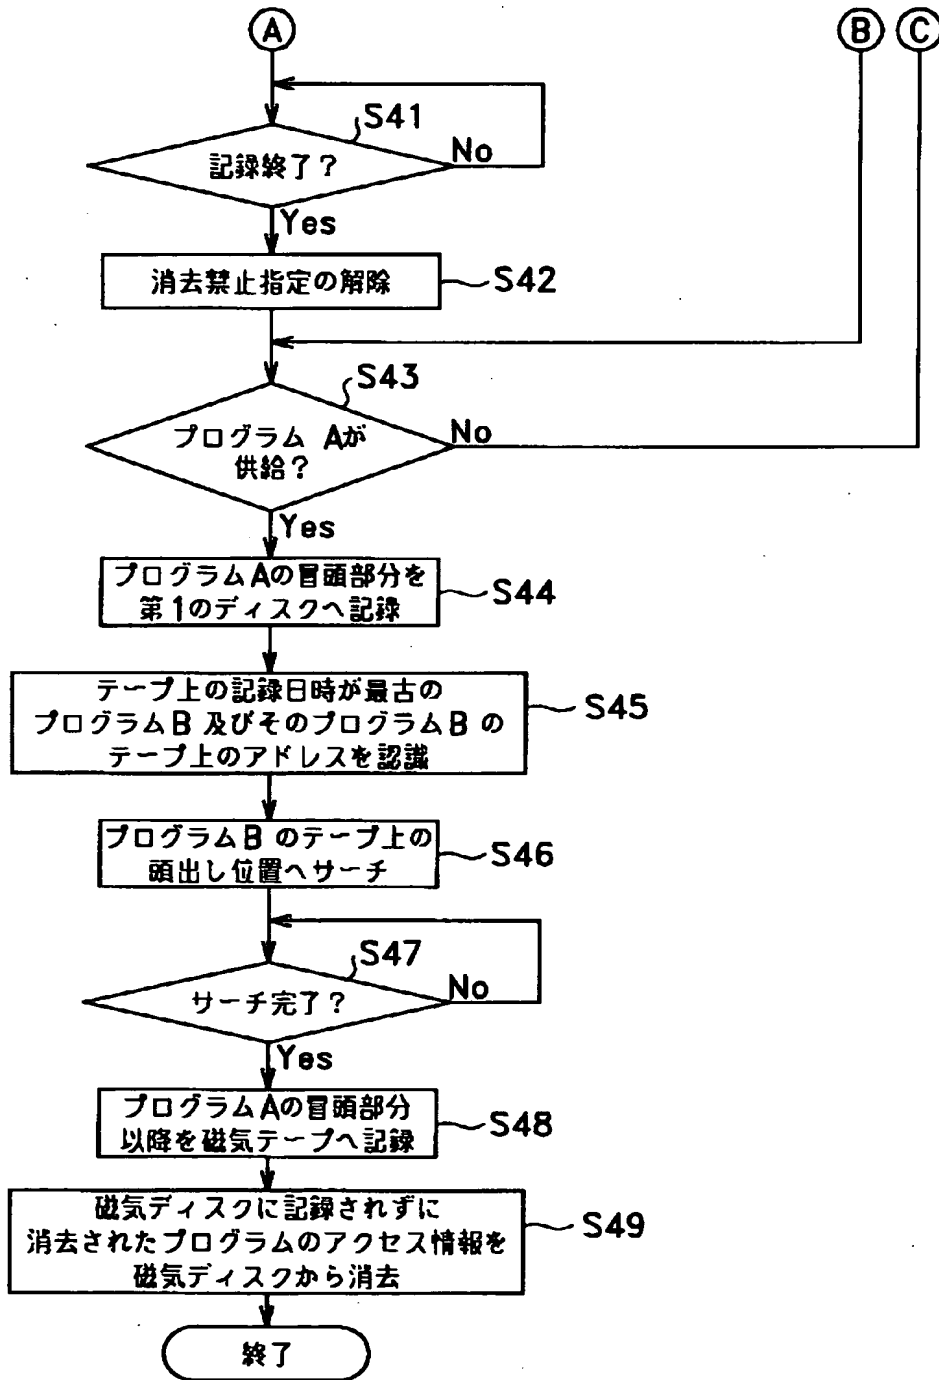 A
B
C
S41
記録終了?
No
Yes
消去禁止指定の解除
S42
S43
プログラム Aが
供給?
No
Yes
プログラムAの冒頭部分を
第1のディスクへ記録
S44
テープ上の記録日時が最古の
プログラムB 及びそのプログラムB の
テープ上のアドレスを認識
S45
プログラムB のテープ上の
頭出し位置へサーチ
S46
S47
サーチ完了?
No
Yes
プログラムAの冒頭部分
以降を磁気テープへ記録
S48
磁気ディスクに記録されずに
消去されたプログラムのアクセス情報を
磁気ディスクから消去
S49
終了